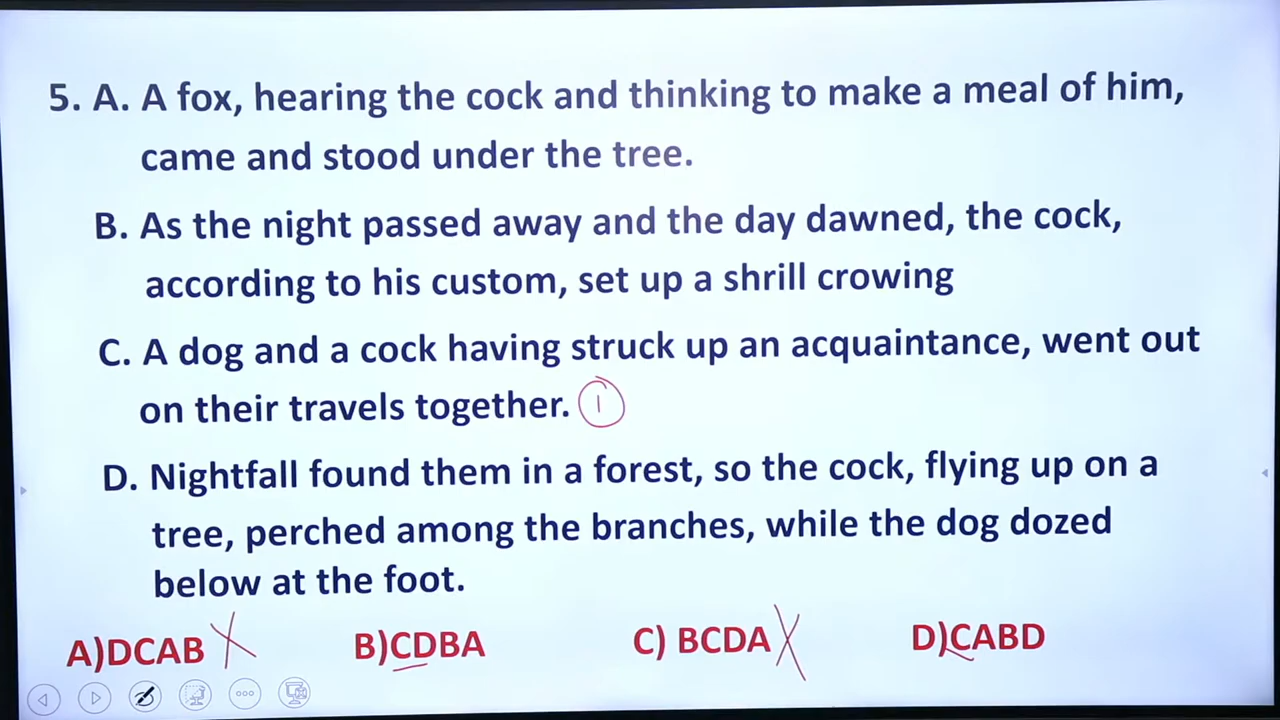 5. A. A fox, hearing the cock and thinking to make a meal of him,
came and stood under the tree.
B. As the night passed away and the day dawned, the cock,
according to his custom, set up a shrill crowing
C. A dog and a cock having struck up an acquaintance, went out
on their travels together. 1
D. Nightfall found them in a forest, so the cock, flying up on a
tree, perched among the branches, while the dog dozed
below at the foot.
A)DCAB B)CDBA C) BCDA D)CABD